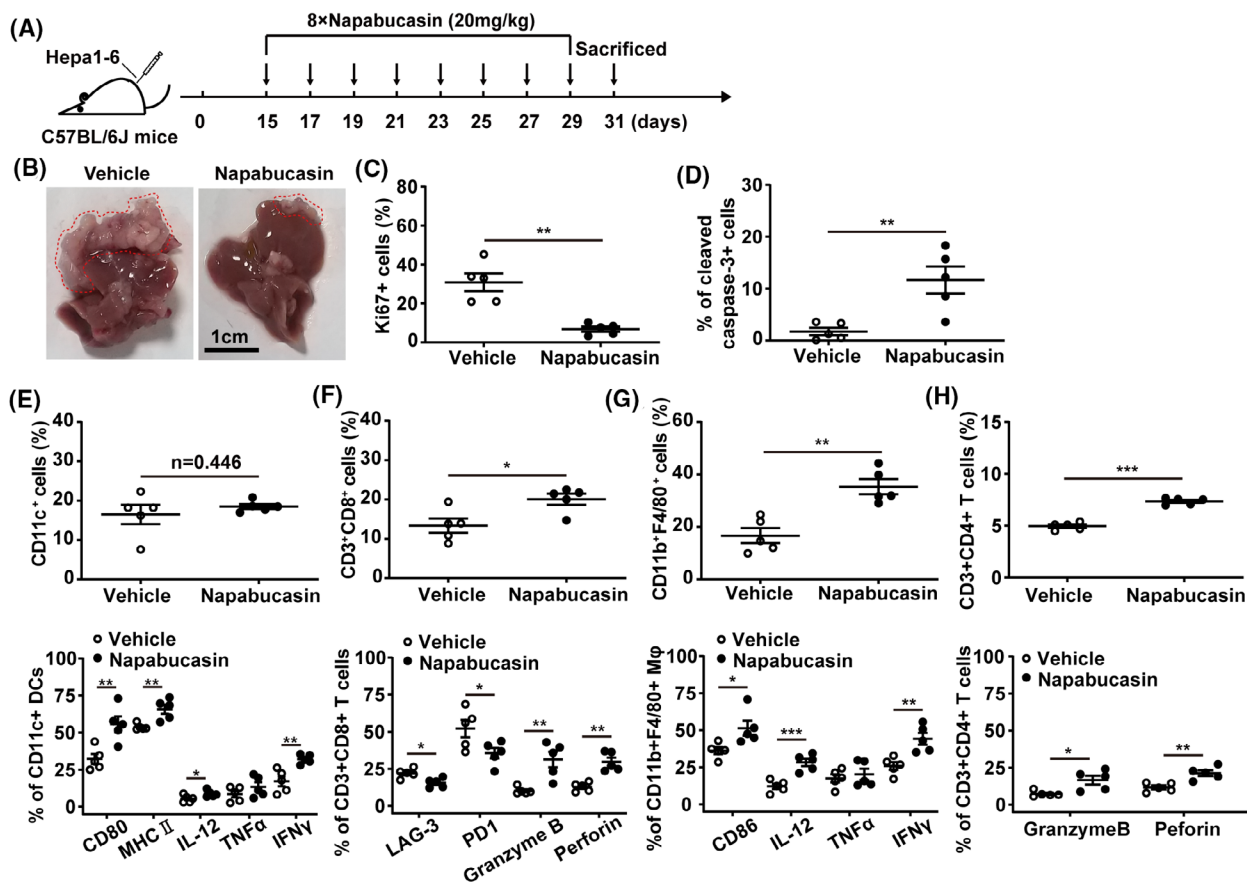 (A)
8×Napabucasin (20mg/kg)
Hepa1-6
Sacrificed
0 15 17 19 21 23 25 27 29 31 (days)
C57BL/6J mice
(B)
Vehicle Napabucasin
1cm
(C)
Ki67+ cells (%)
80
60
40
20
0
**
Vehicle Napabucasin
(D)
% of cleaved
caspase-3+ cells
30
20
10
0
**
Vehicle Napabucasin
(E)
CD11c+ cells (%)
40
30
20
10
0
n=0.446
Vehicle Napabucasin
% of CD11c+ DCs
Vehicle
Napabucasin
100
75
50
25
0
** ** * **
CD80 MHCⅡ IL-12 TNFα IFNγ
(F)
CD3+CD8+ cells (%)
40
30
20
10
0
*
Vehicle Napabucasin
% of CD3+CD8+ T cells
Vehicle
Napabucasin
100
75
50
25
0
* * ** **
LAG-3 PD1 Granzyme B Perforin
(G)
CD11b+F4/80+ cells (%)
60
40
20
0
**
Vehicle Napabucasin
%of CD11b+F4/80+ Mφ
Vehicle
Napabucasin
100
75
50
25
0
* *** **
CD86 IL-12 TNFα IFNγ
(H)
CD3+CD4+ T cells (%)
15
10
5
0
***
Vehicle Napabucasin
% of CD3+CD4+ T cells
Vehicle
Napabucasin
100
75
50
25
0
* **
GranzymeB Peforin